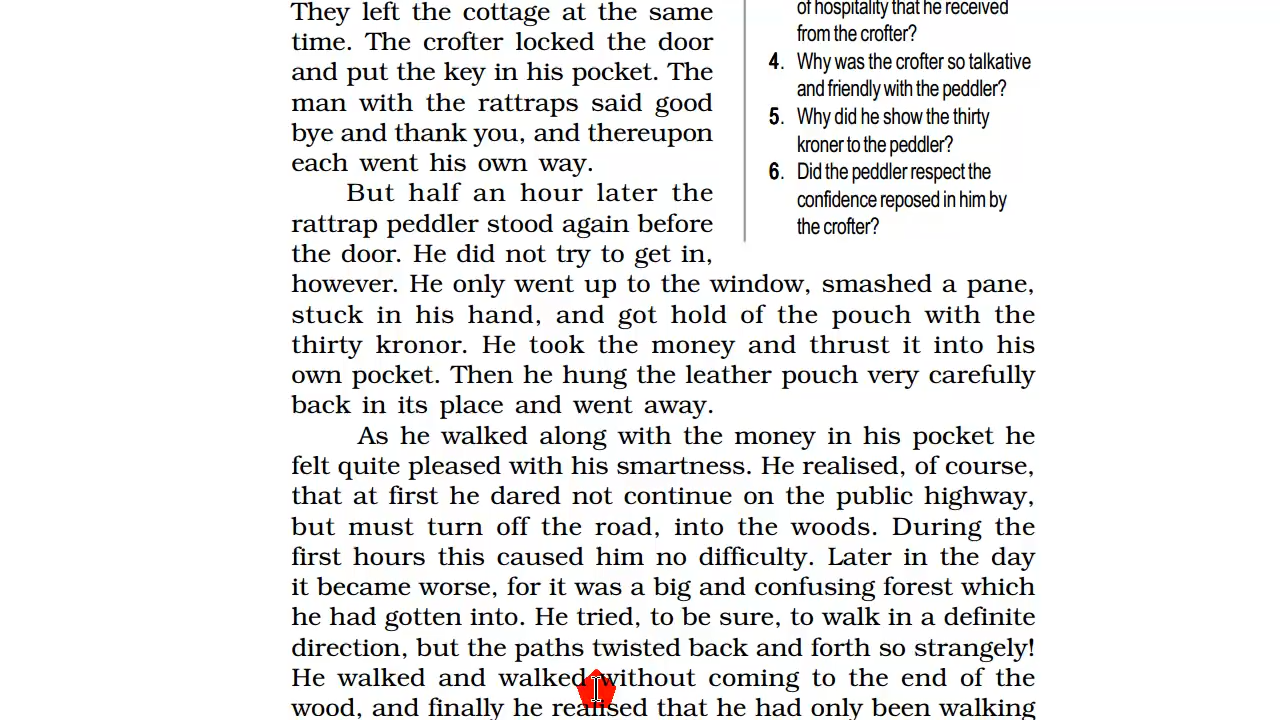 They left the cottage at the same
time. The crofter locked the door
and put the key in his pocket. The
man with the rattraps said good
bye and thank you, and thereupon
each went his own way.
But half an hour later the
rattrap peddler stood again before
the door. He did not try to get in,
however. He only went up to the window, smashed a pane,
stuck in his hand, and got hold of the pouch with the
thirty kronor. He took the money and thrust it into his
own pocket. Then he hung the leather pouch very carefully
back in its place and went away.
As he walked along with the money in his pocket he
felt quite pleased with his smartness. He realised, of course,
that at first he dared not continue on the public highway,
but must turn off the road, into the woods. During the
first hours this caused him no difficulty. Later in the day
it became worse, for it was a big and confusing forest which
he had gotten into. He tried, to be sure, to walk in a definite
direction, but the paths twisted back and forth so strangely!
He walked and walked without coming to the end of the
wood, and finally he realised that he had only been walking
of hospitality that he received
from the crofter?
4. Why was the crofter so talkative
and friendly with the peddler?
5. Why did he show the thirty
kroner to the peddler?
6. Did the peddler respect the
confidence reposed in him by
the crofter?